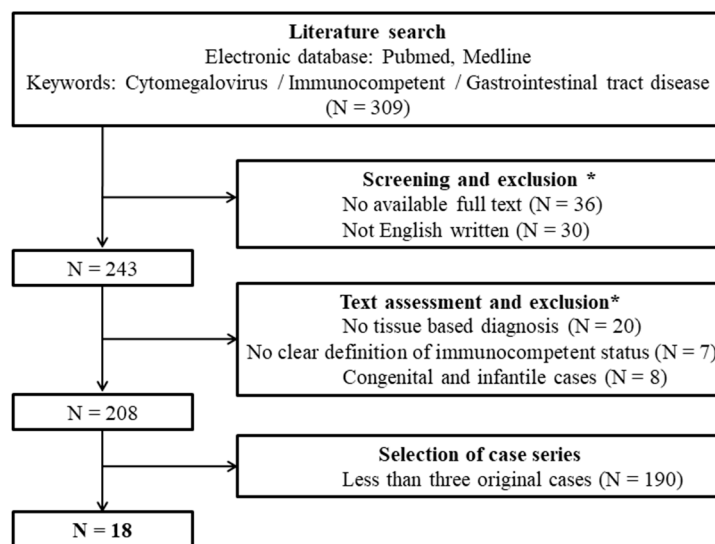 Literature search
Electronic database: Pubmed, Medline
Keywords: Cytomegalovirus / Immunocompetent / Gastrointestinal tract disease
(N = 309)
Screening and exclusion *
No available full text (N = 36)
Not English written (N = 30)
N = 243
Text assessment and exclusion*
No tissue based diagnosis (N = 20)
No clear definition of immunocompetent status (N = 7)
Congenital and infantile cases (N = 8)
N = 208
Selection of case series
Less than three original cases (N = 190)
N = 18